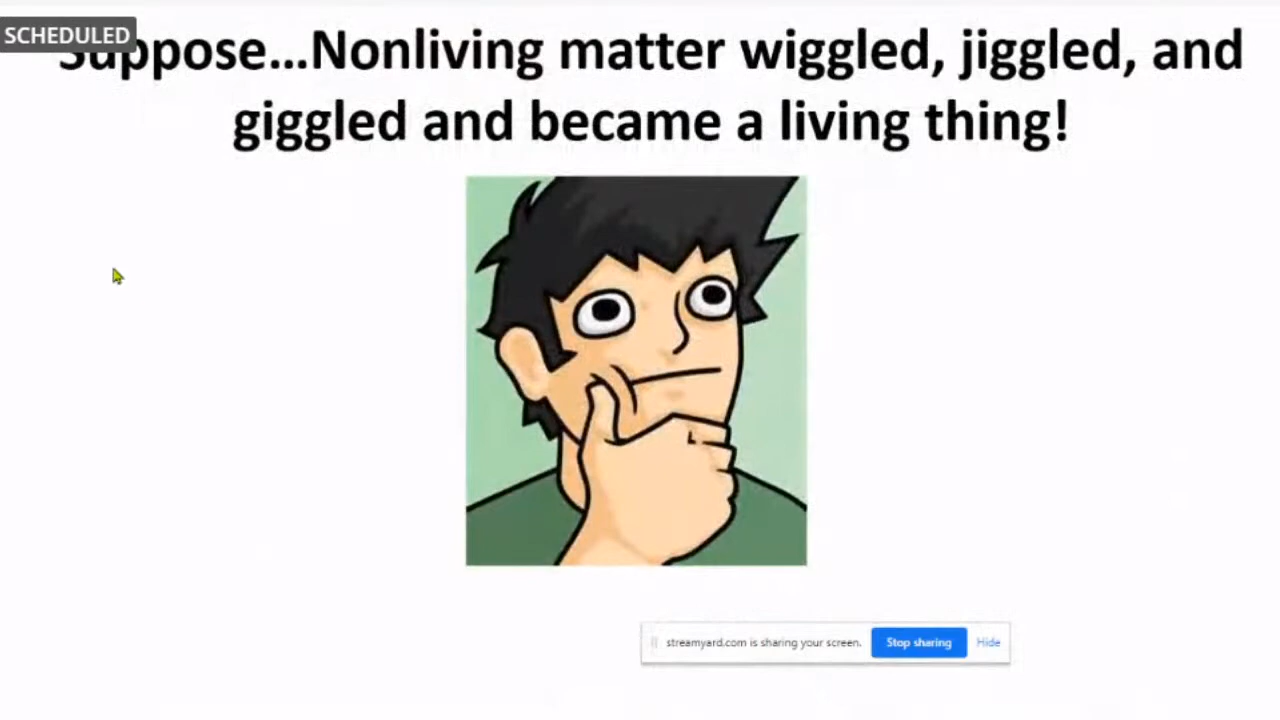 SCHEDULED
Suppose...Nonliving matter wiggled, jiggled, and
giggled and became a living thing!
streamyard.com is sharing your screen. Stop sharing Hide